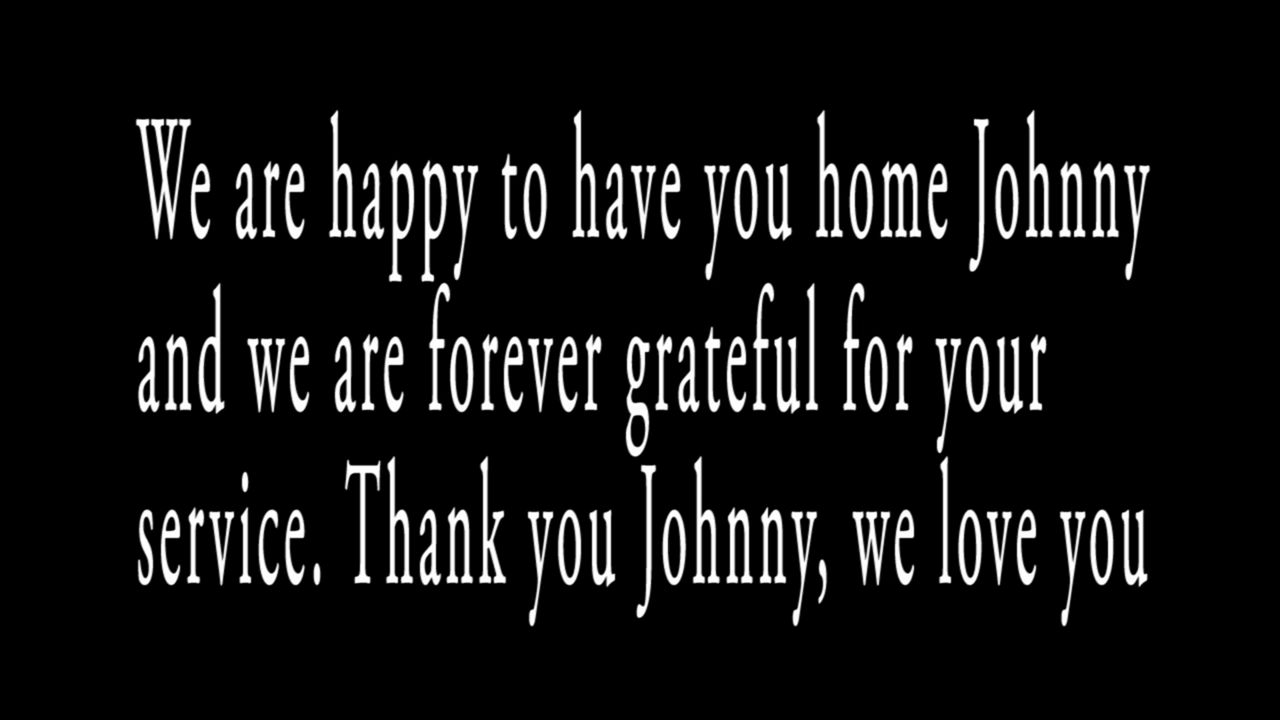 We are happy to have you home Johnny
and we are forever grateful for your
service. Thank you Johnny, we love you